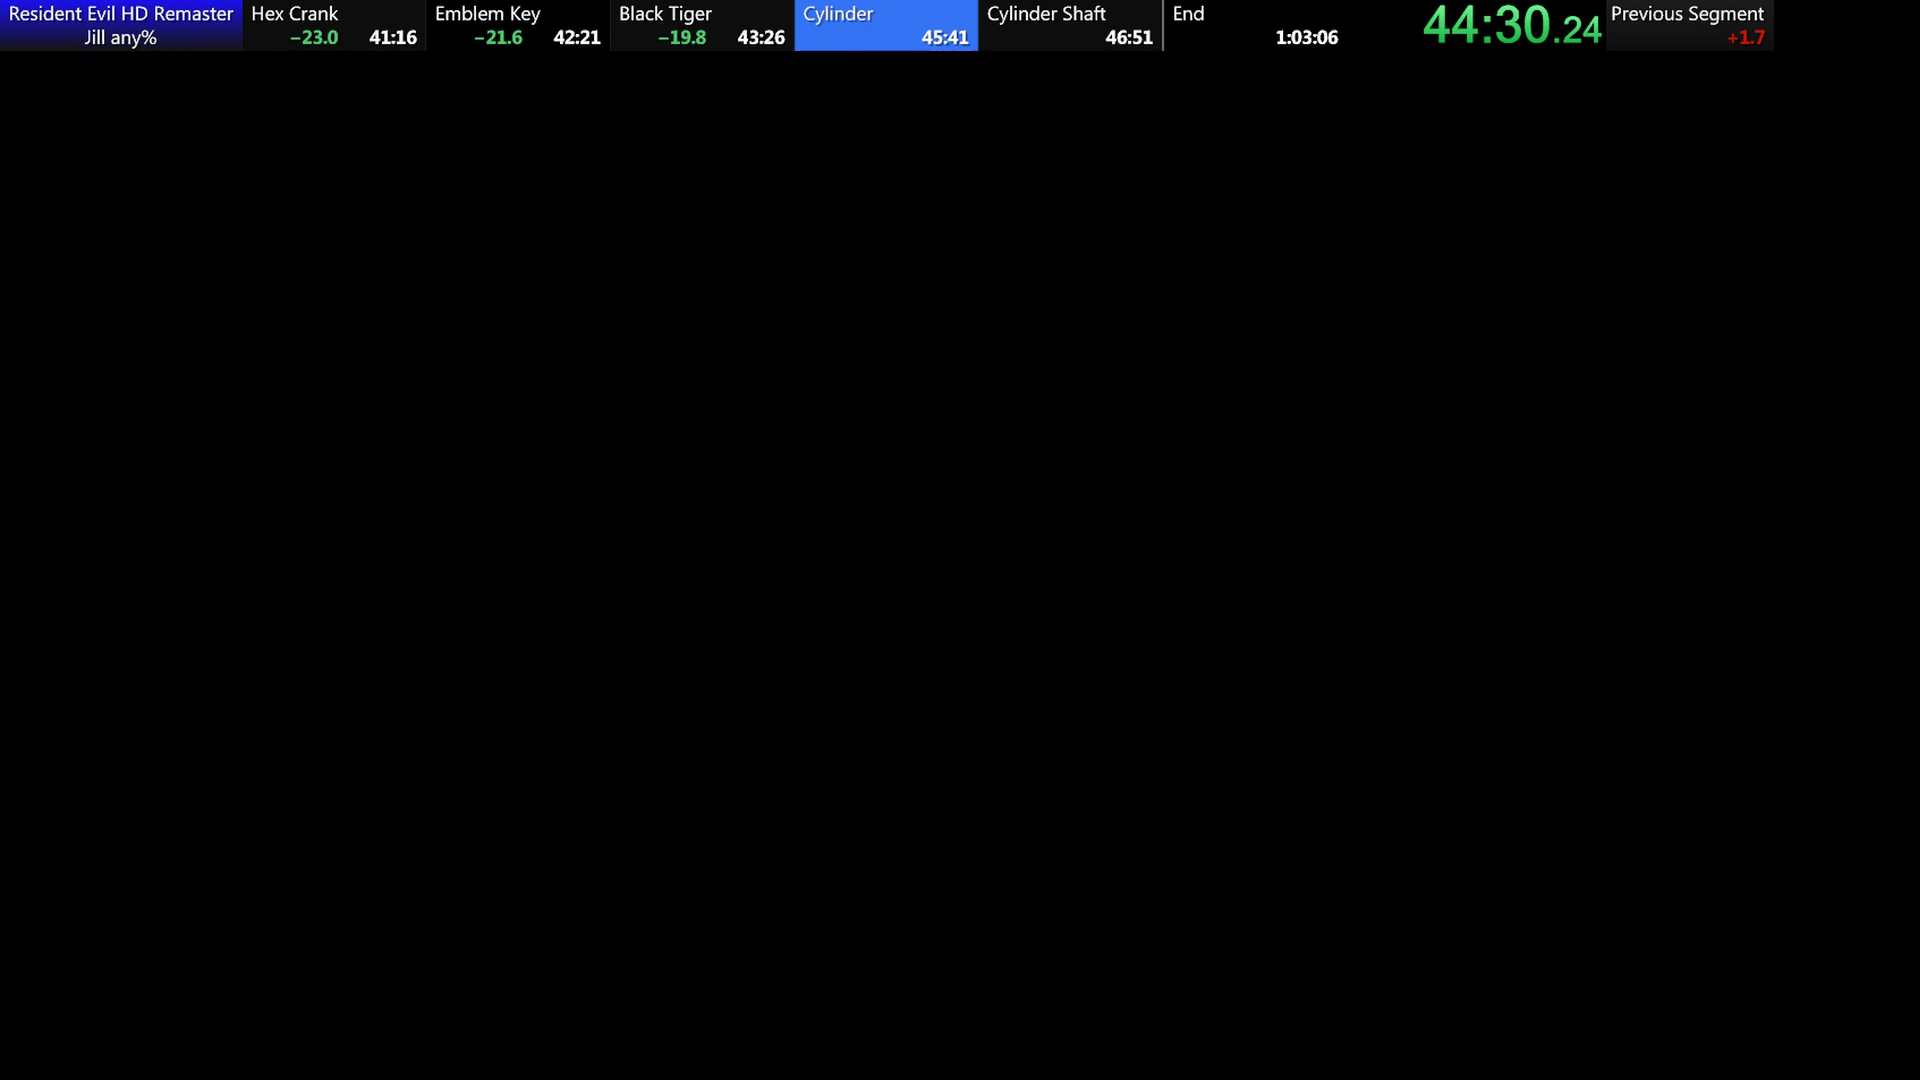 Resident Evil HD Remaster
Jill any%
Hex Crank
−23.0 41:16
Emblem Key
−21.6 42:21
Black Tiger
−19.8 43:26
Cylinder
45:41
Cylinder Shaft
46:51
End
1:03:06
44:30.24
Previous Segment
+1.7